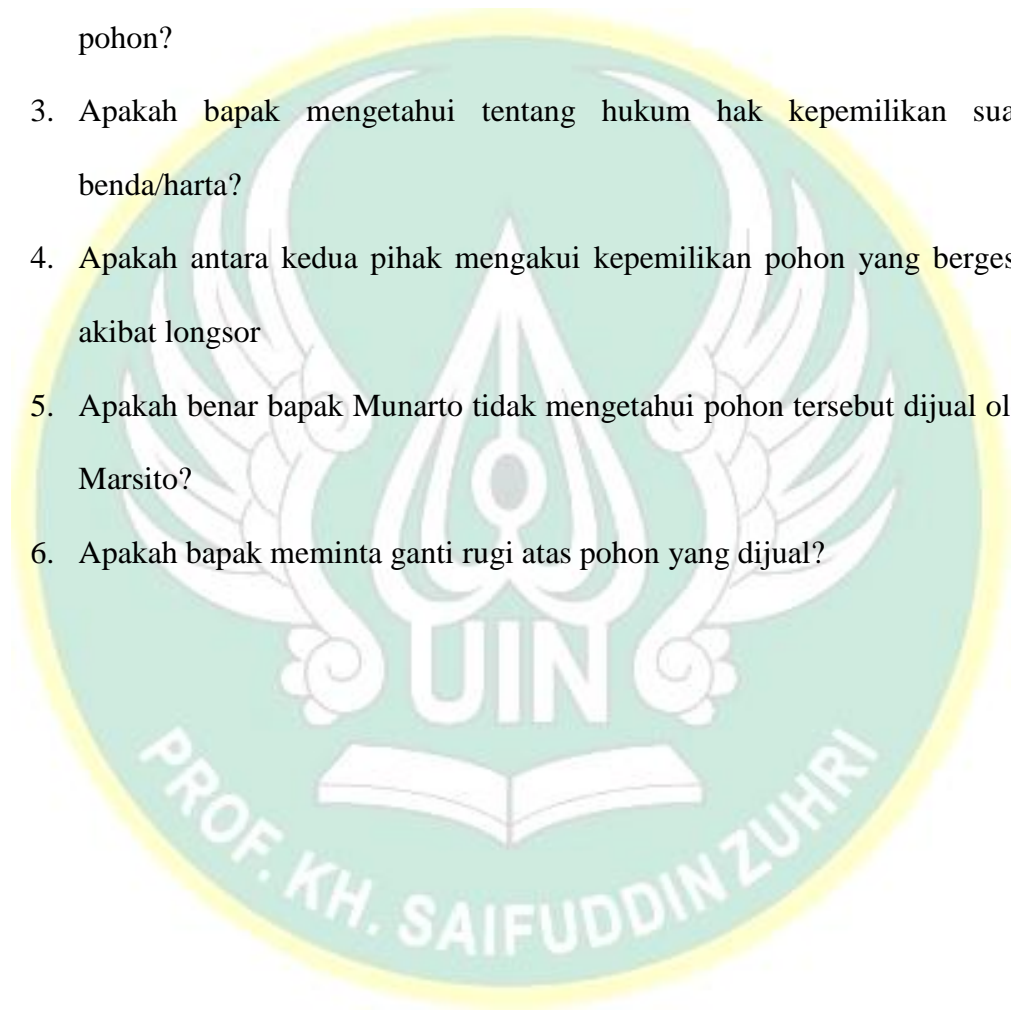 pohon?
3. Apakah bapak mengetahui tentang hukum hak kepemilikan sua
benda/harta?
4. Apakah antara kedua pihak mengakui kepemilikan pohon yang berges
akibat longsor
5. Apakah benar bapak Munarto tidak mengetahui pohon tersebut dijual ol
Marsito?
6. Apakah bapak meminta ganti rugi atas pohon yang dijual?
UIN
PROF. KH. SAIFUDDIN ZUHRI